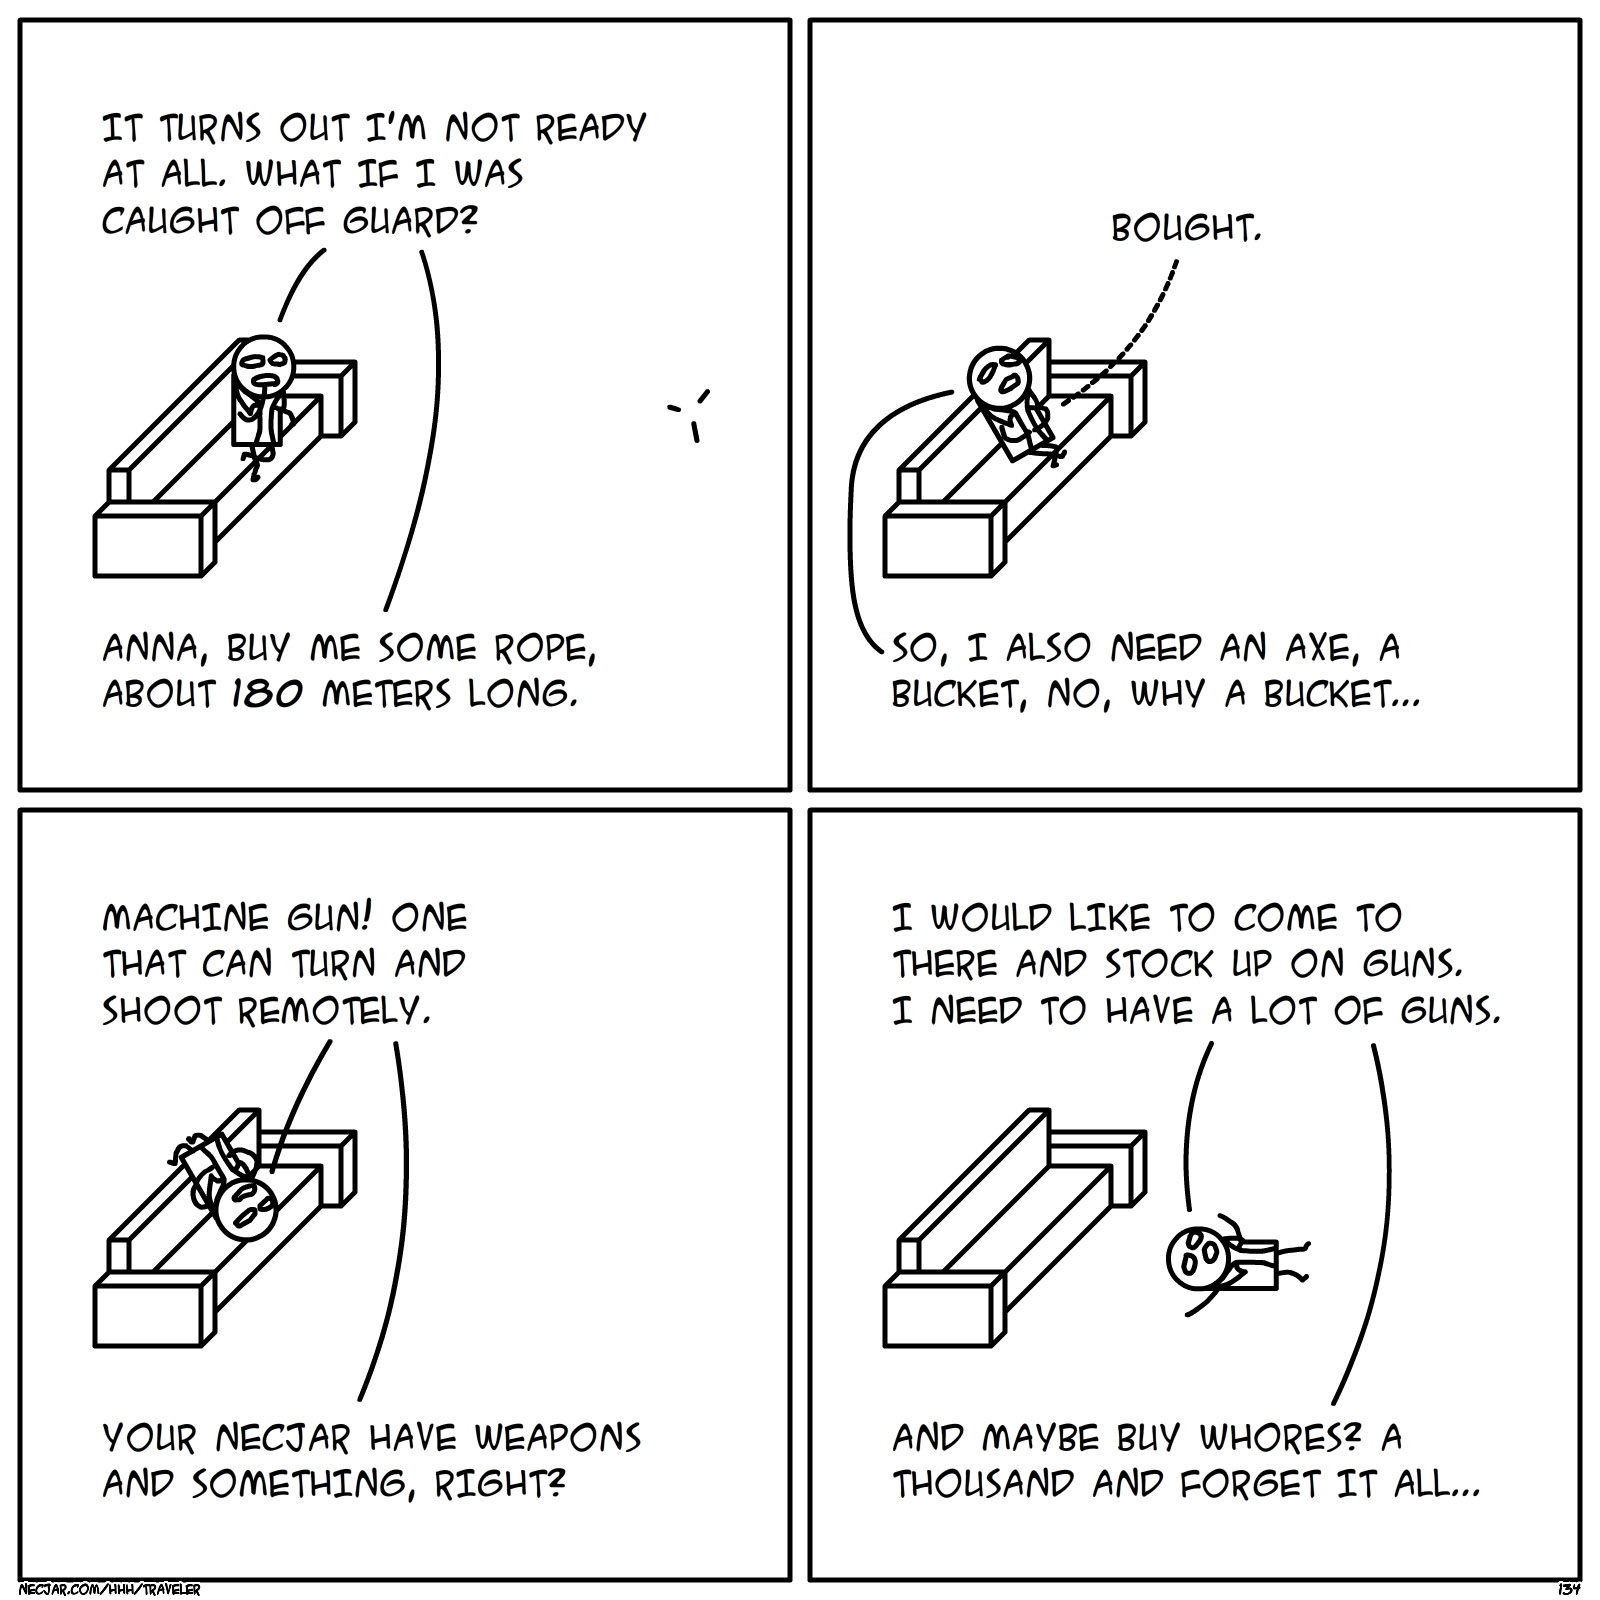 IT TURNS OUT I'M NOT READY
AT ALL. WHAT IF I WAS
CAUGHT OFF GUARD?
ANNA, BUY ME SOME ROPE,
ABOUT 180 METERS LONG.
BOUGHT.
SO, I ALSO NEED AN AXE, A
BUCKET, NO, WHY A BUCKET...
MACHINE GUN! ONE
THAT CAN TURN AND
SHOOT REMOTELY.
YOUR NECJAR HAVE WEAPONS
AND SOMETHING, RIGHT?
I WOULD LIKE TO COME TO
THERE AND STOCK UP ON GUNS.
I NEED TO HAVE A LOT OF GUNS.
AND MAYBE BUY WHORES? A
THOUSAND AND FORGET IT ALL...
NECJAR.COM/HHH/TRAVELER
134